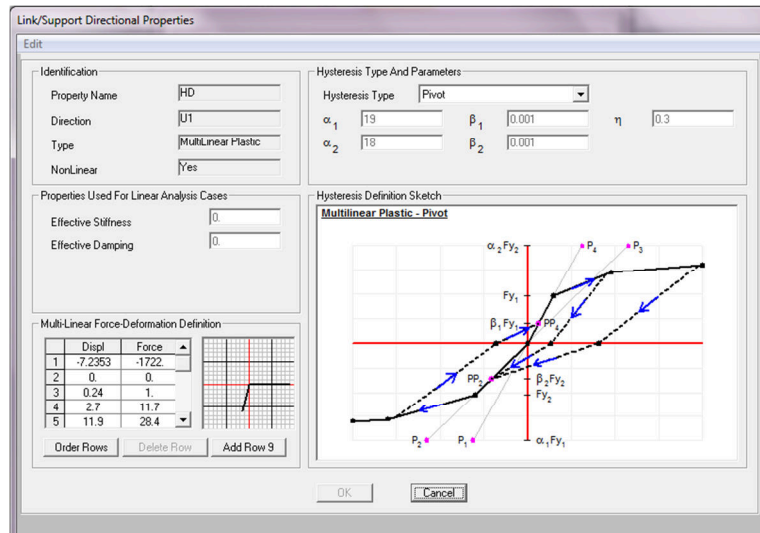 Link/Support Directional Properties
Edit
Identification
Property Name HD
Direction U1
Type MultiLinear Plastic
NonLinear Yes
Hysteresis Type And Parameters
Hysteresis Type Pivot
α1 19 β1 0.001 η 0.3
α2 18 β2 0.001
Properties Used For Linear Analysis Cases
Effective Stiffness 0.
Effective Damping 0.
Multi-Linear Force-Deformation Definition
Displ Force
1 -7.2353 -1722.
2 0. 0.
3 0.24 1.
4 2.7 11.7
5 11.9 28.4
Order Rows Delete Row Add Row 9
Hysteresis Definition Sketch
Multilinear Plastic - Pivot
α2Fy2 P4 P3
Fy1
β1Fy1 PP4
PP2 β2Fy2
Fy2
P2 P1 α1Fy1
OK Cancel